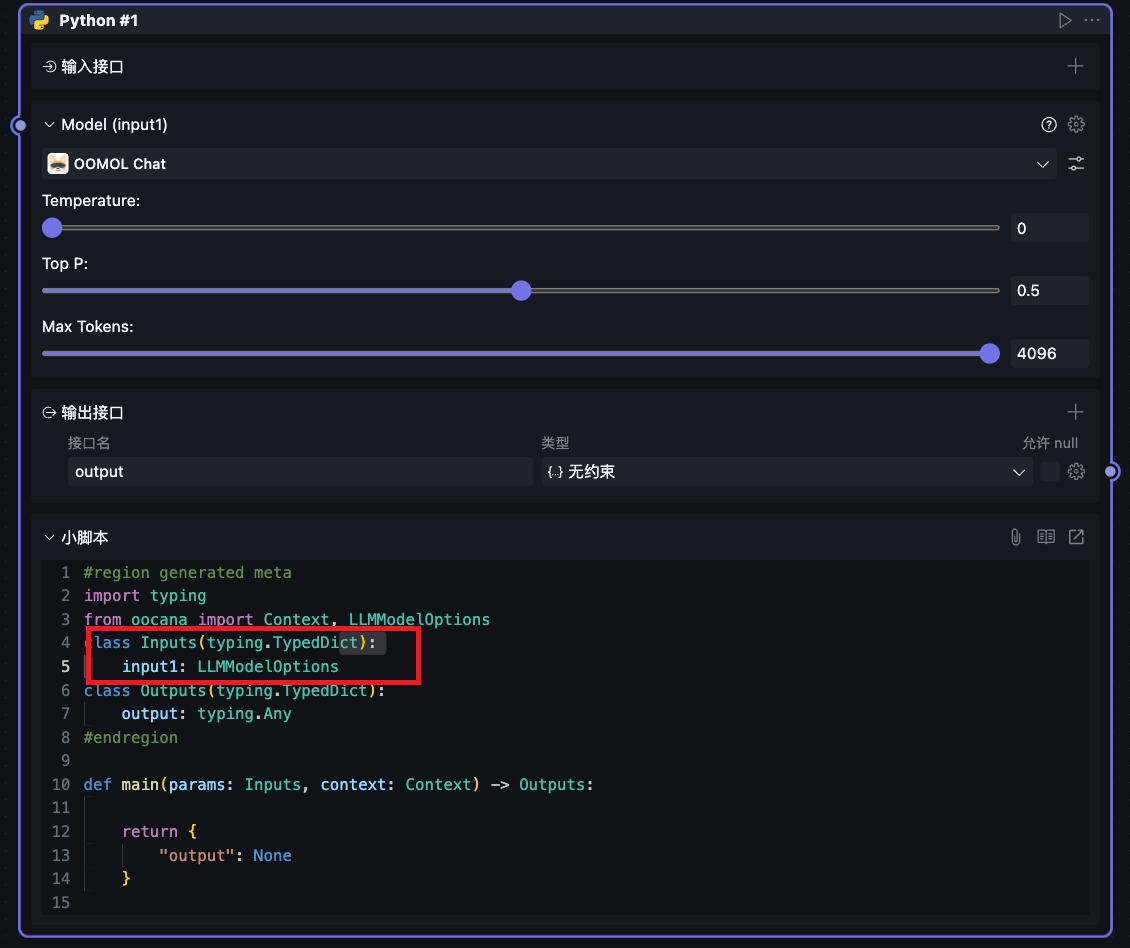 Python #1
输入接口
Model (input1)
OOMOL Chat
Temperature:
0
Top P:
0.5
Max Tokens:
4096
输出接口
接口名 类型 允许 null
output {..} 无约束
小脚本
1 #region generated meta
2 import typing
3 from oocana import Context, LLMModelOptions
4 class Inputs(typing.TypedDict):
5     input1: LLMModelOptions
6 class Outputs(typing.TypedDict):
7     output: typing.Any
8 #endregion
9
10 def main(params: Inputs, context: Context) -> Outputs:
11
12     return {
13         "output": None
14     }
15